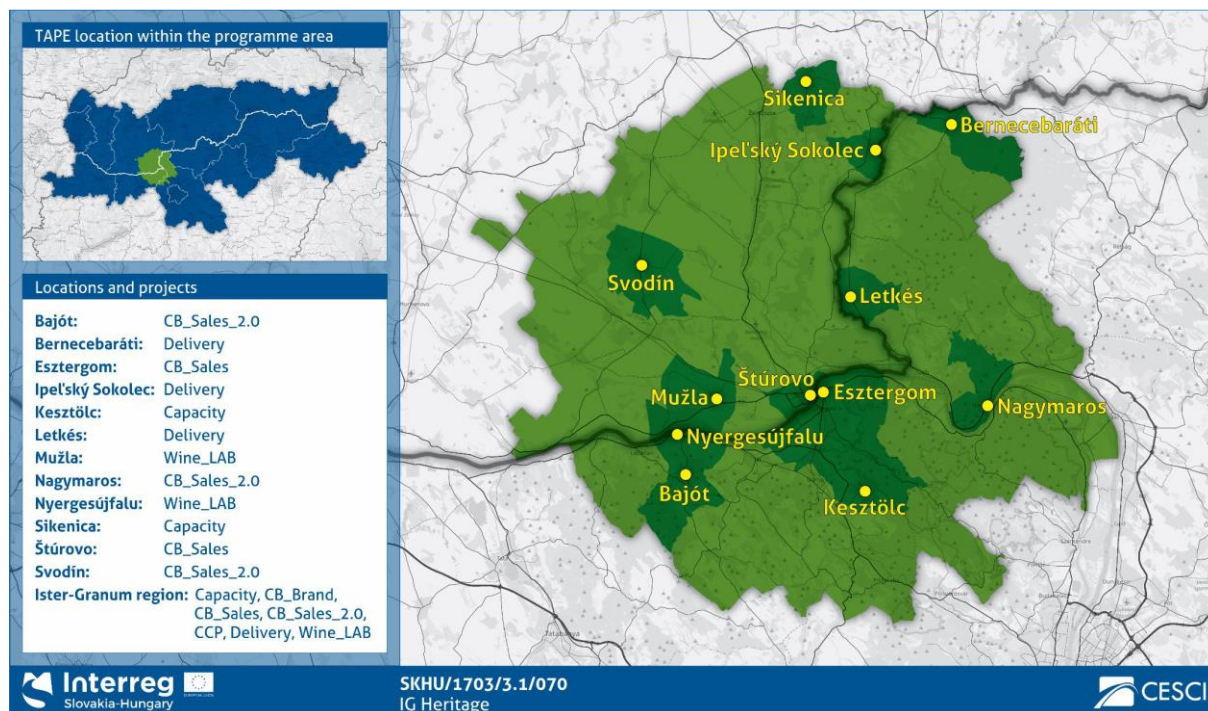 TAPE location within the programme area
Locations and projects
Bajót: CB_Sales_2.0
Bernecebaráti: Delivery
Esztergom: CB_Sales
Ipeľský Sokolec: Delivery
Kesztölc: Capacity
Letkés: Delivery
Mužla: Wine_LAB
Nagymaros: CB_Sales_2.0
Nyergesújfalu: Wine_LAB
Sikenica: Capacity
Štúrovo: CB_Sales
Svodín: CB_Sales_2.0
Ister-Granum region: Capacity, CB_Brand,
CB_Sales, CB_Sales_2.0,
CCP, Delivery, Wine_LAB
Sikenica
Bernecebaráti
Ipeľský Sokolec
Svodín
Letkés
Štúrovo
Esztergom
Mužla
Nagymaros
Nyergesújfalu
Bajót
Kesztölc
Tatabánya
Interreg
EUROPEAN UNION
Slovakia-Hungary
SKHU/1703/3.1/070
IG Heritage
CESCI